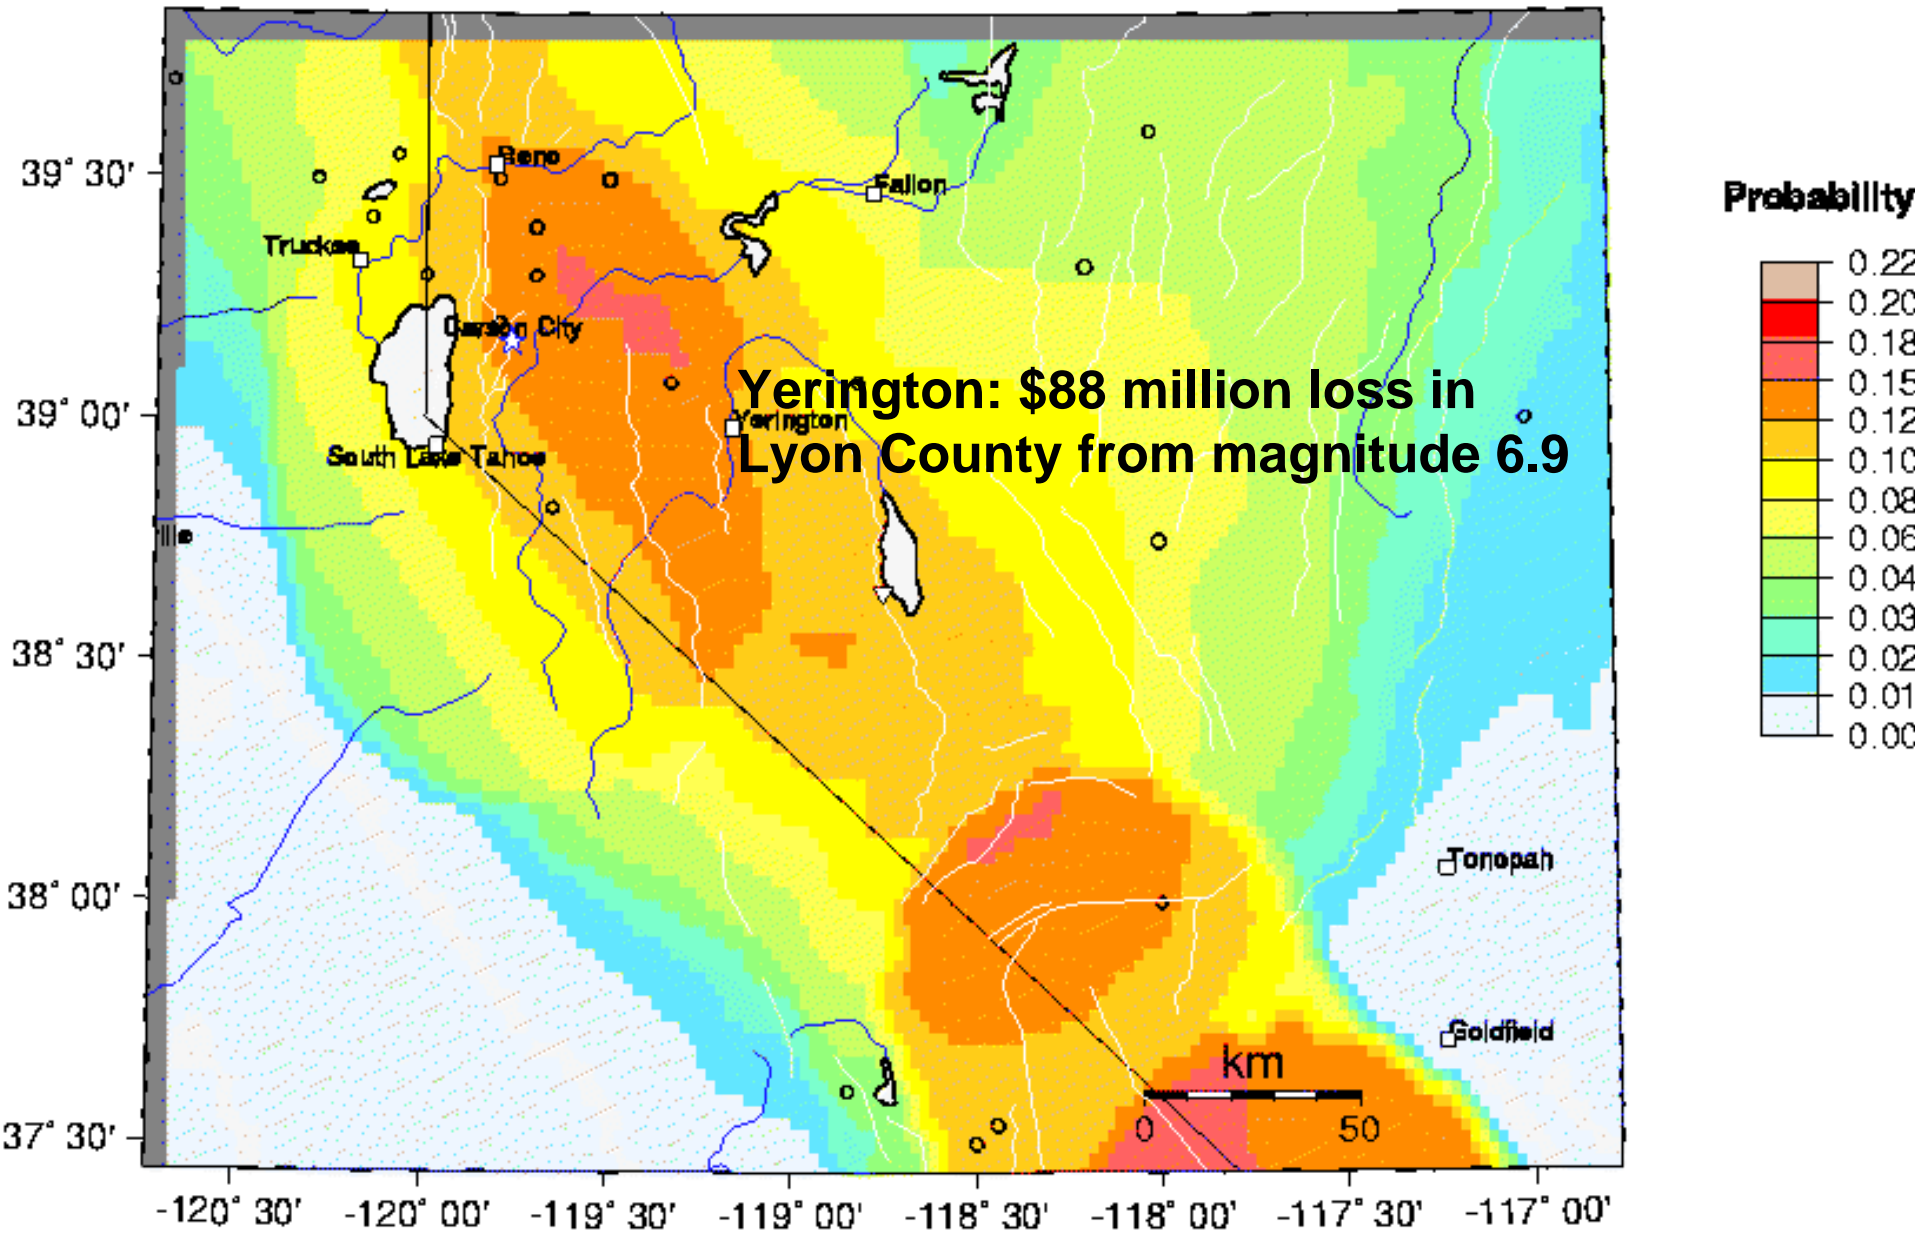 Reno
Fallon
Truckee
Carson City
Yerington: $88 million loss in
Lyon County from magnitude 6.9
Yerington
South Lake Tahoe
Tonopah
Goldfield
km
0 50
39° 30'
39° 00'
38° 30'
38° 00'
37° 30'
-120° 30' -120° 00' -119° 30' -119° 00' -118° 30' -118° 00' -117° 30' -117° 00'
Probability
0.22
0.20
0.18
0.15
0.12
0.10
0.08
0.06
0.04
0.03
0.02
0.01
0.00